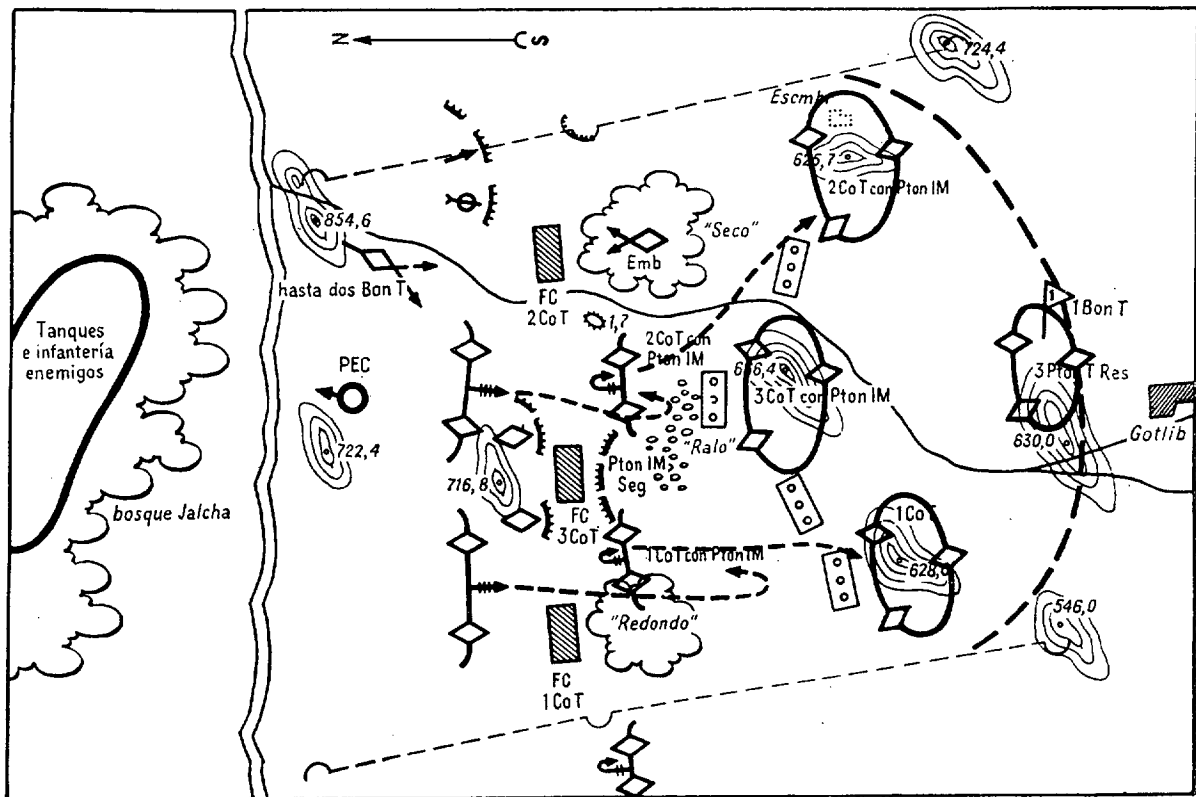 N
S
724,4
Escmb.
625,7
2CoT con Pton IM
854,6
"Seco"
Emb
hasta dos Bon T
FC
2CoT
1,7
1
1Bon T
Tanques
e infantería
enemigos
PEC
2CoT con
Pton IM
656,4
3CoT con Pton IM
3Pton T Res
Gotlib
630,0
722,4
"Ralo"
716,8
Pton IM
Seg
bosque Jalcha
FC
3CoT
1CoT
1CoT con Pton IM
628,6
546,0
"Redondo"
FC
1CoT